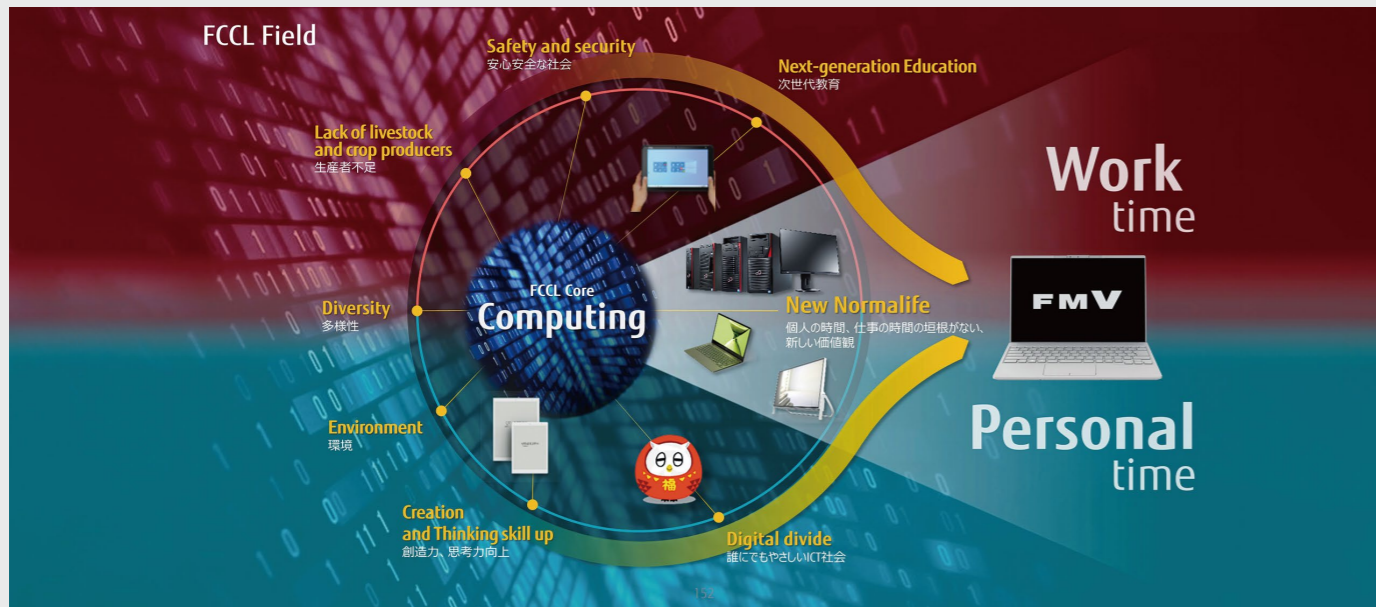 FCCL Field
Safety and security
安心安全な社会
Next-generation Education
次世代教育
Lack of livestock
and crop producers
生産者不足
Work
time
FCCL Core
Computing
Diversity
多様性
New Normalife
個人の時間、仕事の時間の垣根がない、
新しい価値観
FMV
Environment
環境
福
Personal
time
Creation
and Thinking skill up
創造力、思考力向上
Digital divide
誰にでもやさしいICT社会
152